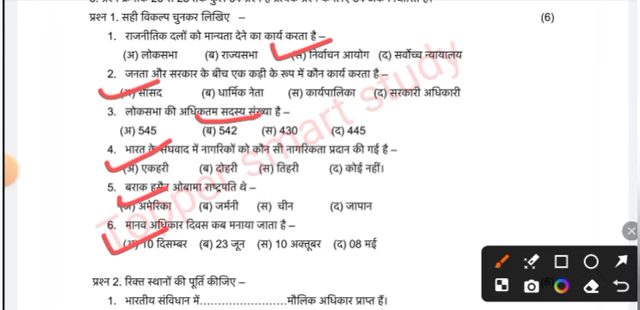 प्रश्न 1. सही विकल्प चुनकर लिखिए – (6)
1. राजनीतिक दलों को मान्यता देने का कार्य करता है –
(अ) लोकसभा (ब) राज्यसभा (स) निर्वाचन आयोग (द) सर्वोच्च न्यायालय
2. जनता और सरकार के बीच एक कड़ी के रूप में कौन कार्य करता है –
(अ) सांसद (ब) धार्मिक नेता (स) कार्यपालिका (द) सरकारी अधिकारी
3. लोकसभा की अधिकतम सदस्य संख्या है –
(अ) 545 (ब) 542 (स) 430 (द) 445
4. भारत के संघवाद में नागरिकों को कौन सी नागरिकता प्रदान की गई है –
(अ) एकहरी (ब) दोहरी (स) तिहरी (द) कोई नहीं।
5. बराक हुसैन ओबामा राष्ट्रपति थे –
(अ) अमेरिका (ब) जर्मनी (स) चीन (द) जापान
6. मानव अधिकार दिवस कब मनाया जाता है –
(अ) 10 दिसम्बर (ब) 23 जून (स) 10 अक्तूबर (द) 08 मई
प्रश्न 2. रिक्त स्थानों की पूर्ति कीजिए –
1. भारतीय संविधान में........................मौलिक अधिकार प्राप्त हैं।
Topper smart study